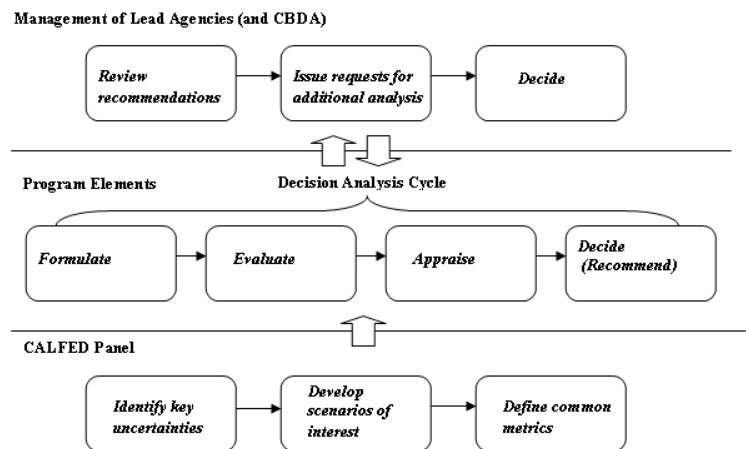 Management of Lead Agencies (and CBDA)
Review
recommendations
Issue requests for
additional analysis
Decide
Program Elements
Decision Analysis Cycle
Formulate
Evaluate
Appraise
Decide
(Recommend)
CALFED Panel
Identify key
uncertainties
Develop
scenarios of
interest
Define common
metrics